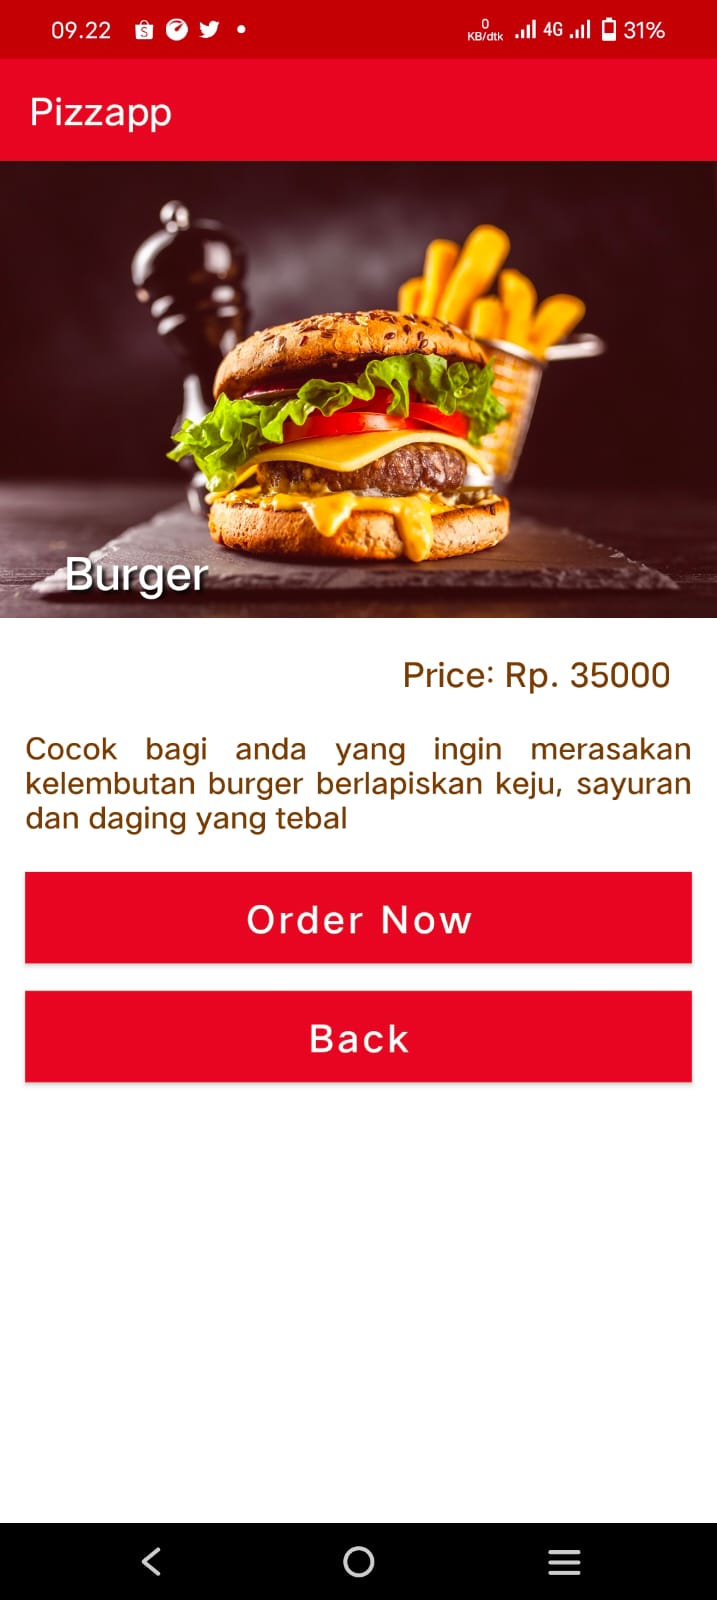 09.22
0
KB/dtk
4G
31%
Pizzapp
Burger
Price: Rp. 35000
Cocok bagi anda yang ingin merasakan
kelembutan burger berlapiskan keju, sayuran
dan daging yang tebal
Order Now
Back